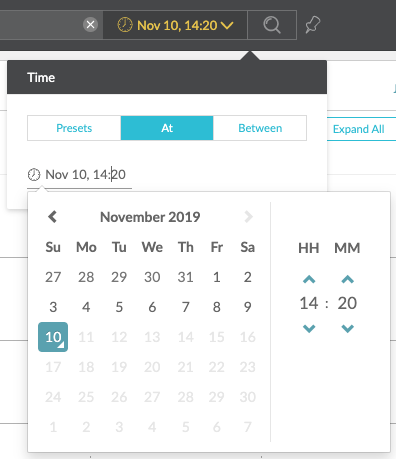 Nov 10, 14:20
Time
Presets At Between
Expand All
Nov 10, 14:20
November 2019
Su Mo Tu We Th Fr Sa
27 28 29 30 31 1 2
3 4 5 6 7 8 9
10 11 12 13 14 15 16
17 18 19 20 21 22 23
24 25 26 27 28 29 30
1 2 3 4 5 6 7
HH MM
14 : 20